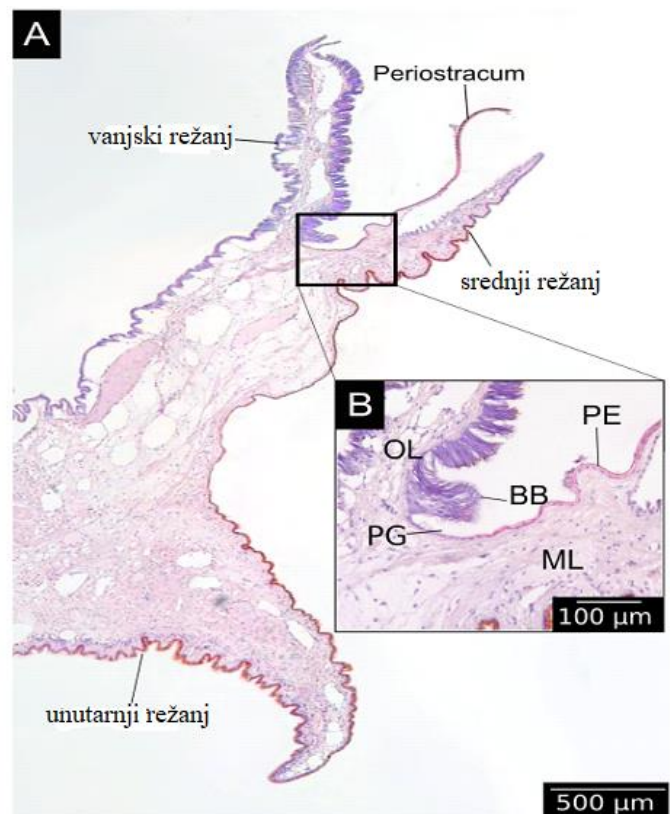 A
Periostracum
vanjski režanj
srednji režanj
B
PE
OL
BB
PG
ML
100 µm
unutarnji režanj
500 µm